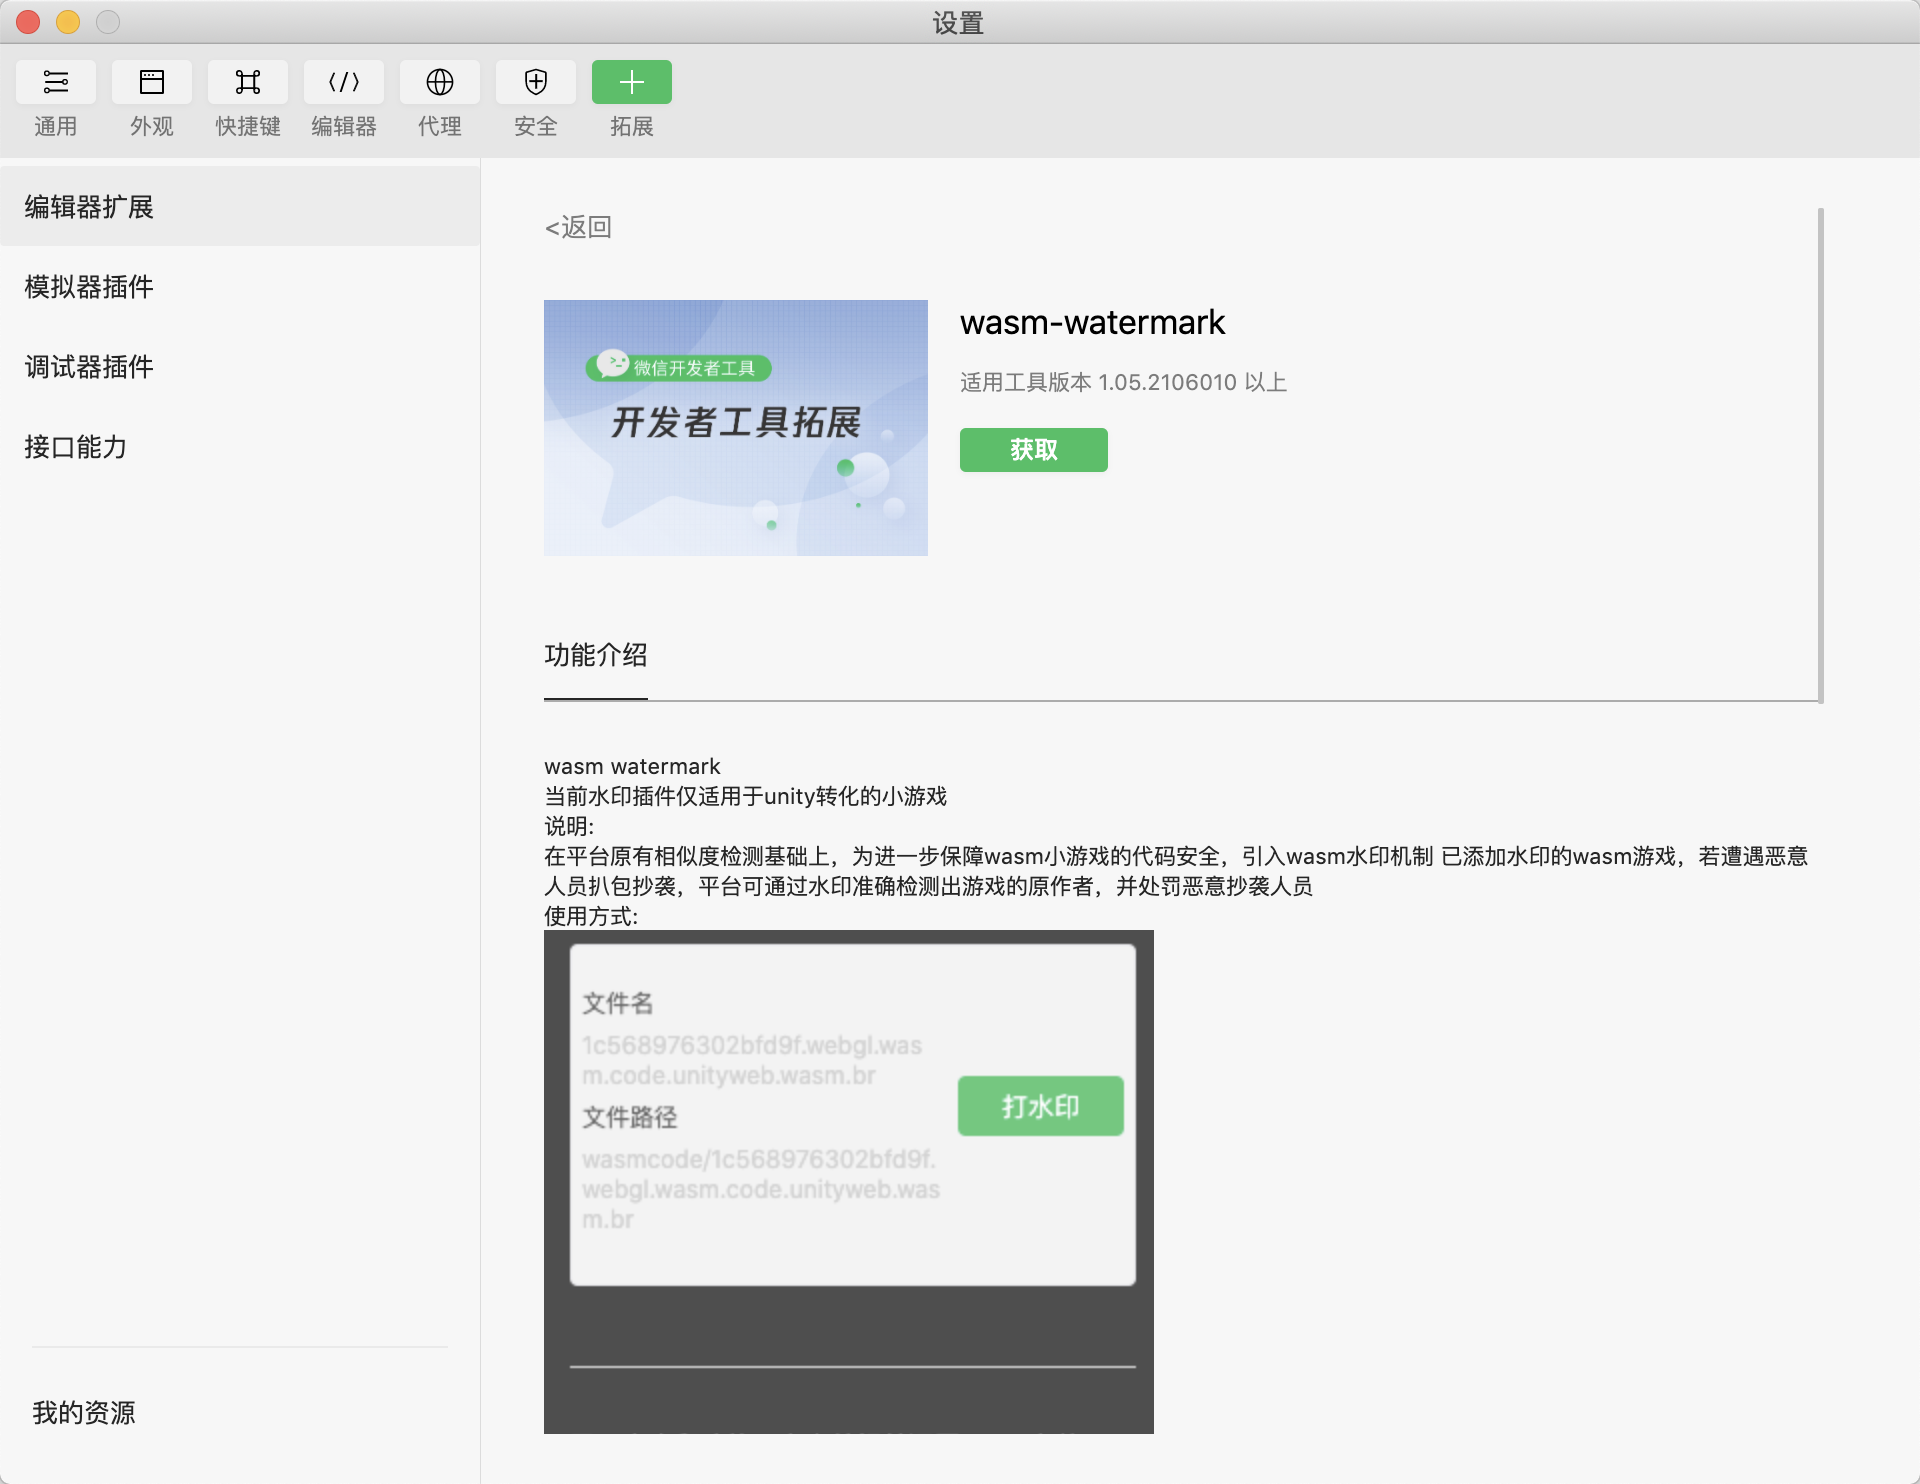 设置
通用
外观
快捷键
编辑器
代理
安全
拓展
编辑器扩展
模拟器插件
调试器插件
接口能力
我的资源
<返回
微信开发者工具
开发者工具拓展
wasm-watermark
适用工具版本 1.05.2106010 以上
获取
功能介绍
wasm watermark
当前水印插件仅适用于unity转化的小游戏
说明:
在平台原有相似度检测基础上，为进一步保障wasm小游戏的代码安全，引入wasm水印机制 已添加水印的wasm游戏，若遭遇恶意
人员扒包抄袭，平台可通过水印准确检测出游戏的原作者，并处罚恶意抄袭人员
使用方式:
文件名
1c568976302bfd9f.webgl.was
m.code.unityweb.wasm.br
文件路径
wasmcode/1c568976302bfd9f.
webgl.wasm.code.unityweb.was
m.br
打水印